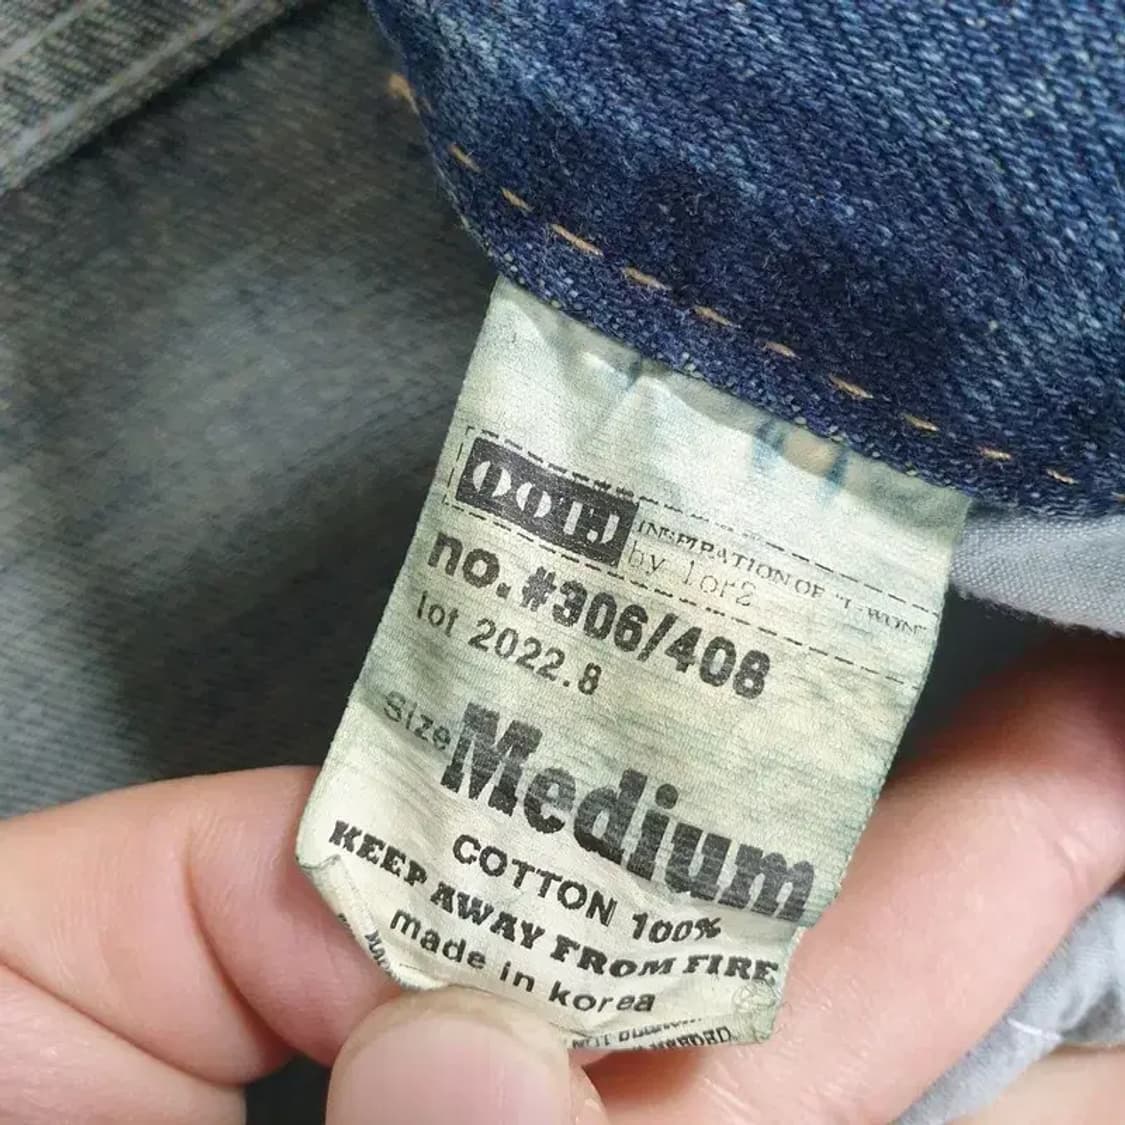 INSPIRATION OF "I-WON"
by 1or2
no.#306/408
lot 2022.8
Size Medium
COTTON 100%
KEEP AWAY FROM FIRE
made in korea
NOT